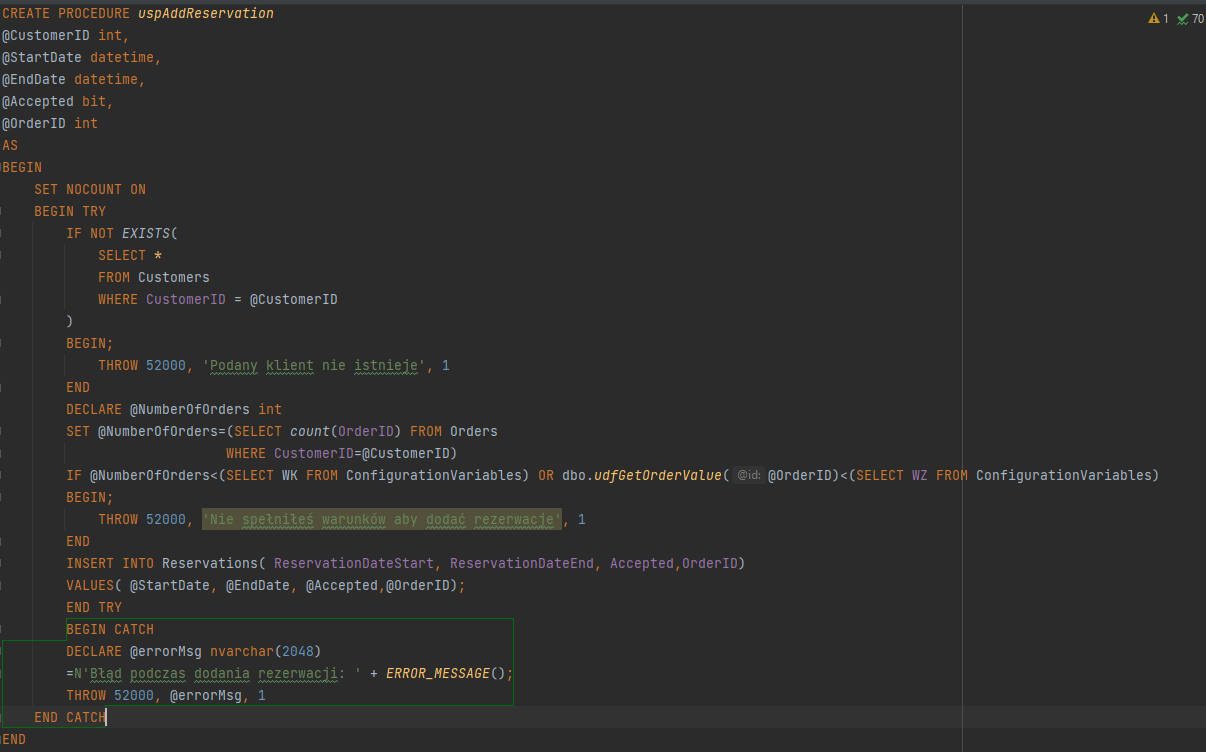 CREATE PROCEDURE uspAddReservation
1 70
@CustomerID int,
@StartDate datetime,
@EndDate datetime,
@Accepted bit,
@OrderID int
AS
BEGIN
    SET NOCOUNT ON
    BEGIN TRY
        IF NOT EXISTS(
            SELECT *
            FROM Customers
            WHERE CustomerID = @CustomerID
        )
        BEGIN;
            THROW 52000, 'Podany klient nie istnieje', 1
        END
        DECLARE @NumberOfOrders int
        SET @NumberOfOrders=(SELECT count(OrderID) FROM Orders
                            WHERE CustomerID=@CustomerID)
        IF @NumberOfOrders<(SELECT WK FROM ConfigurationVariables) OR dbo.udfGetOrderValue( @id: @OrderID)<(SELECT WZ FROM ConfigurationVariables)
        BEGIN;
            THROW 52000, 'Nie spełniłeś warunków aby dodać rezerwacje', 1
        END
        INSERT INTO Reservations( ReservationDateStart, ReservationDateEnd, Accepted,OrderID)
        VALUES( @StartDate, @EndDate, @Accepted,@OrderID);
        END TRY
        BEGIN CATCH
        DECLARE @errorMsg nvarchar(2048)
        =N'Błąd podczas dodania rezerwacji: ' + ERROR_MESSAGE();
        THROW 52000, @errorMsg, 1
    END CATCH
END